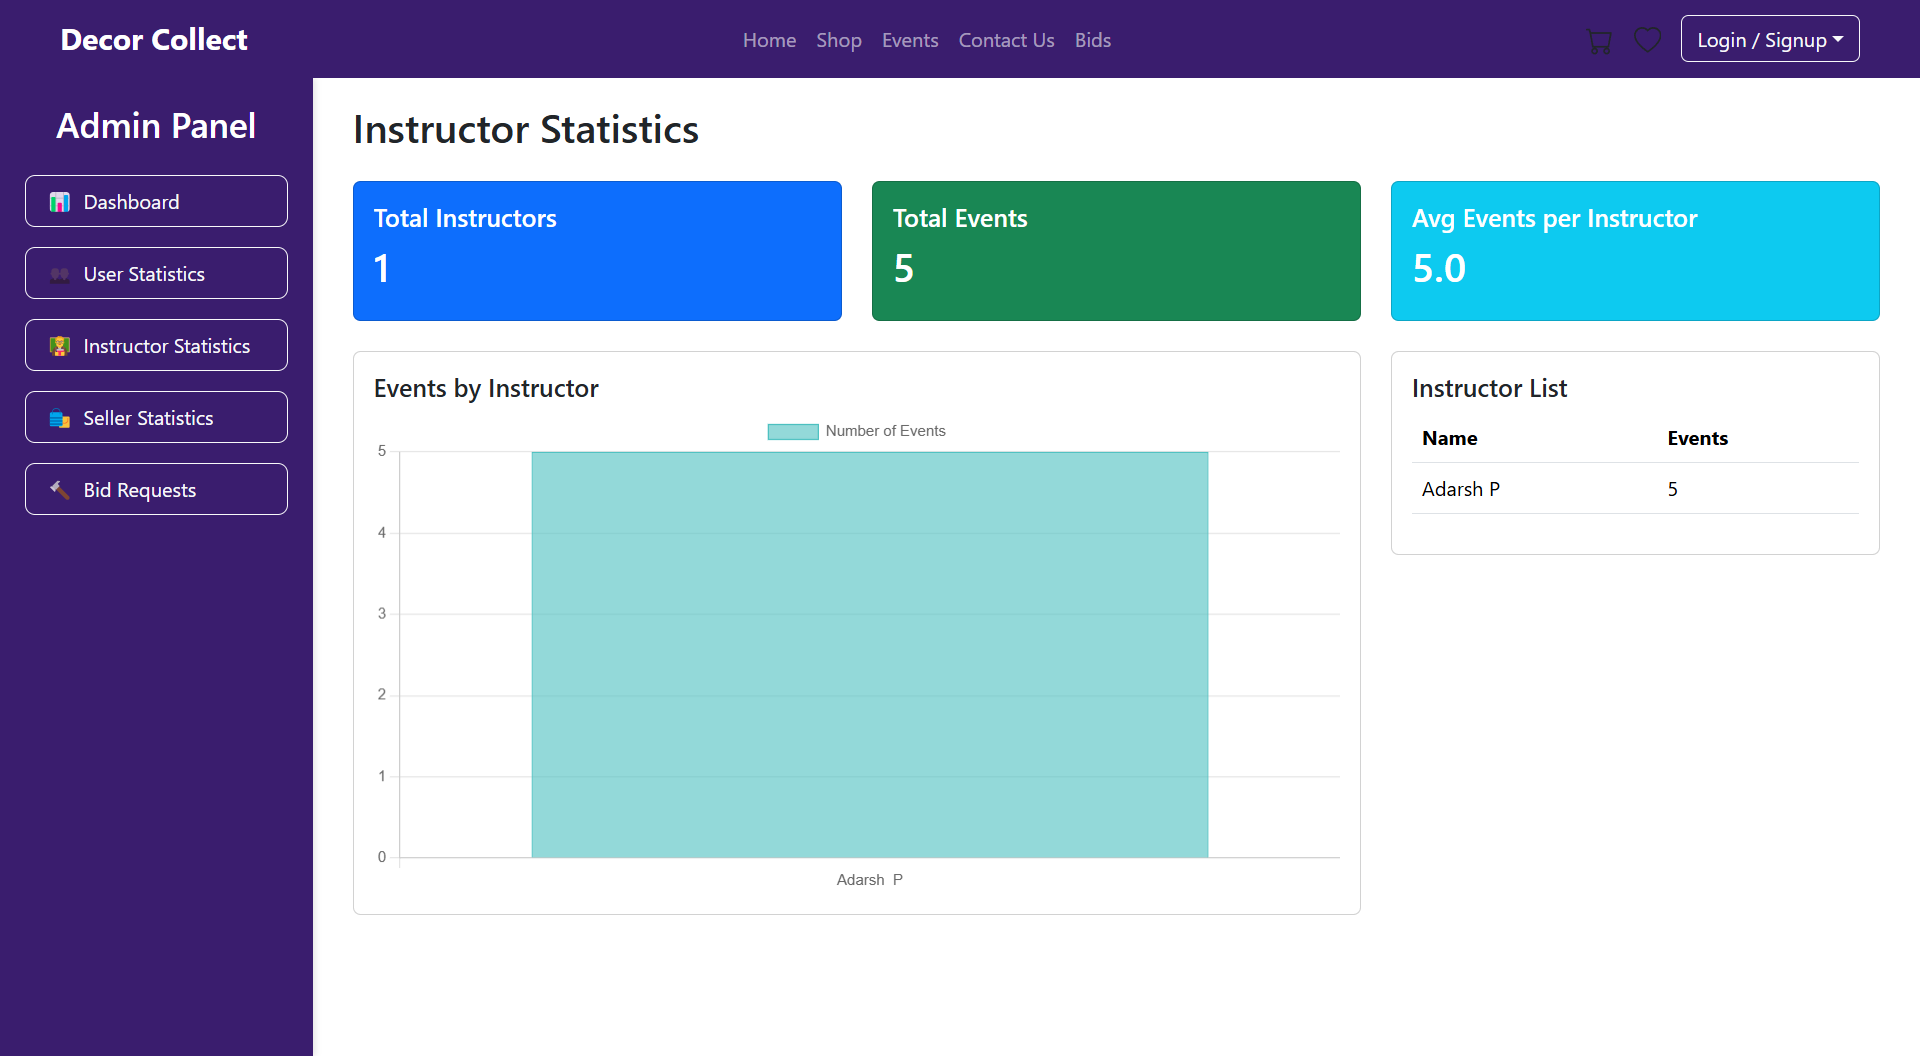 Decor Collect
Home Shop Events Contact Us Bids
Login / Signup
Admin Panel
Dashboard
User Statistics
Instructor Statistics
Seller Statistics
Bid Requests
Instructor Statistics
Total Instructors
1
Total Events
5
Avg Events per Instructor
5.0
Events by Instructor
Number of Events
5
4
3
2
1
0
Adarsh P
Instructor List
Name Events
Adarsh P 5